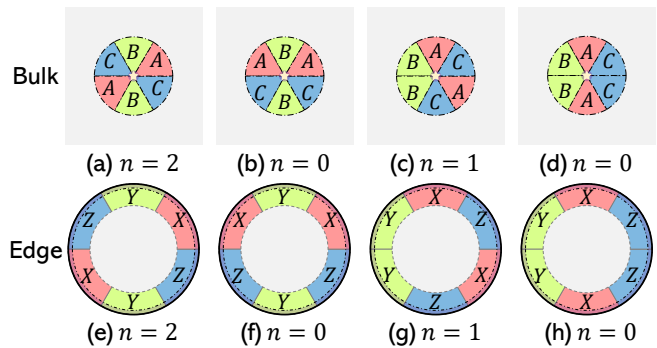 B B A A
C A A A B C B C
Bulk
A C C C B A B C
B B C A
(a) n = 2 (b) n = 0 (c) n = 1 (d) n = 0
Y Y X X
Z X X X Y Z Y Z
Edge
X Z Z Z Y X Y Z
Y Y Z X
(e) n = 2 (f) n = 0 (g) n = 1 (h) n = 0